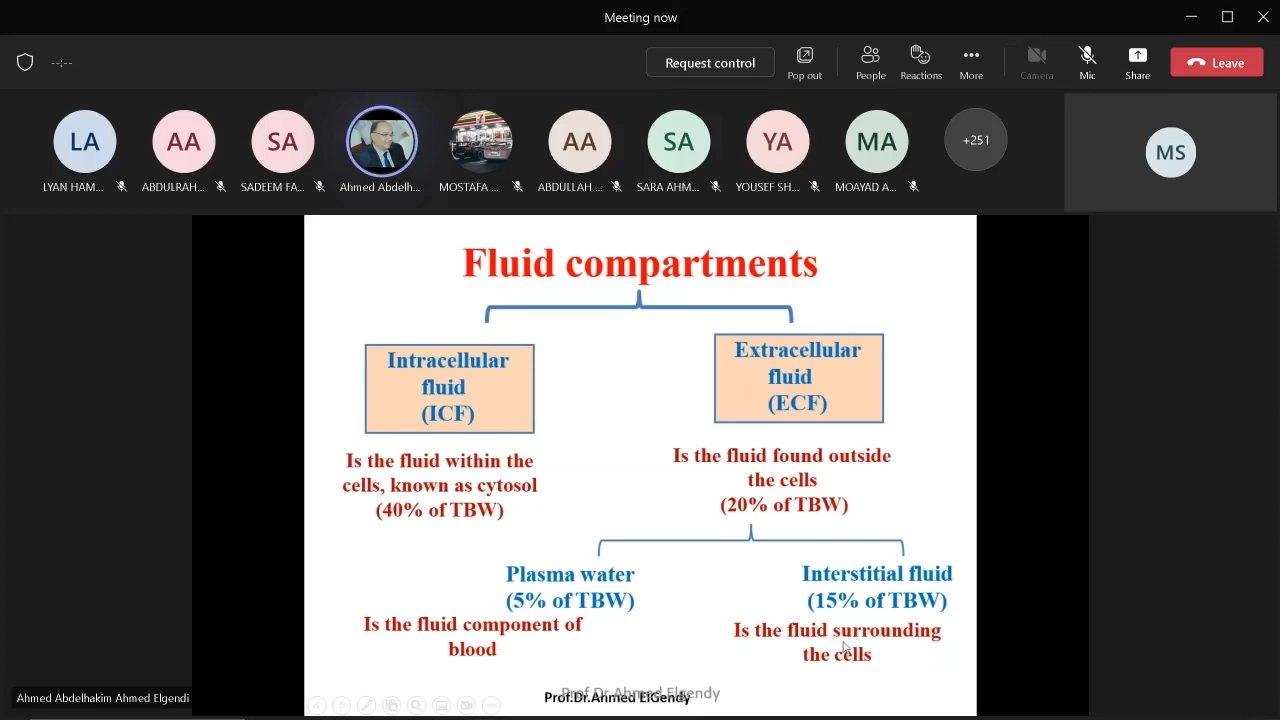 Meeting now
--:--
Request control
Pop out
People
Reactions
More
Camera
Mic
Share
Leave
LA
AA
SA
AA
SA
YA
MA
+251
MS
LYAN HAM...
ABDULRAH...
SADEEM FA...
Ahmed Abdelh...
MOSTAFA ...
ABDULLAH ...
SARA AHM...
YOUSEF SH...
MOAYAD A...
Fluid compartments
Intracellular
fluid
(ICF)
Extracellular
fluid
(ECF)
Is the fluid within the
cells, known as cytosol
(40% of TBW)
Is the fluid found outside
the cells
(20% of TBW)
Plasma water
(5% of TBW)
Is the fluid component of
blood
Interstitial fluid
(15% of TBW)
Is the fluid surrounding
the cells
Ahmed Abdelhakim Ahmed Elgendi
Prof.Dr.Ahmed Elgendy
Prof.Dr.Ahmed ElGendy